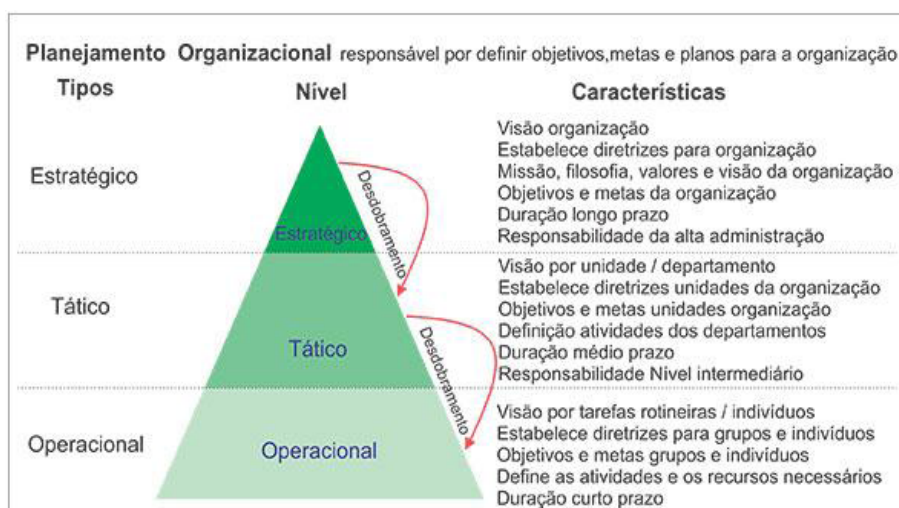 Planejamento Organizacional responsável por definir objetivos,metas e planos para a organização
Tipos Nível Características
Estratégico
Estratégico
Desdobramento
Visão organização
Estabelece diretrizes para organização
Missão, filosofia, valores e visão da organização
Objetivos e metas da organização
Duração longo prazo
Responsabilidade da alta administração
Tático
Tático
Desdobramento
Visão por unidade / departamento
Estabelece diretrizes unidades da organização
Objetivos e metas unidades organização
Definição atividades dos departamentos
Duração médio prazo
Responsabilidade Nível intermediário
Operacional
Operacional
Visão por tarefas rotineiras / indivíduos
Estabelece diretrizes para grupos e indivíduos
Objetivos e metas grupos e indivíduos
Define as atividades e os recursos necessários
Duração curto prazo